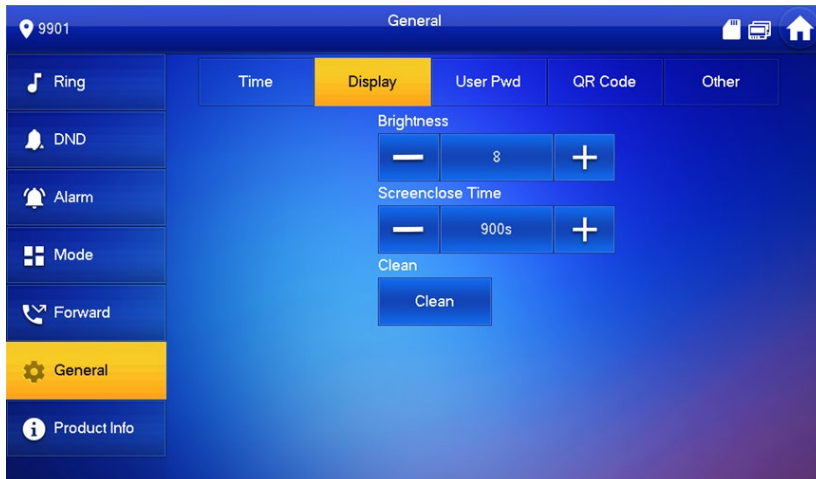 9901
General
Ring
DND
Alarm
Mode
Forward
General
Product Info
Time Display User Pwd QR Code Other
Brightness
8
Screenclose Time
900s
Clean
Clean